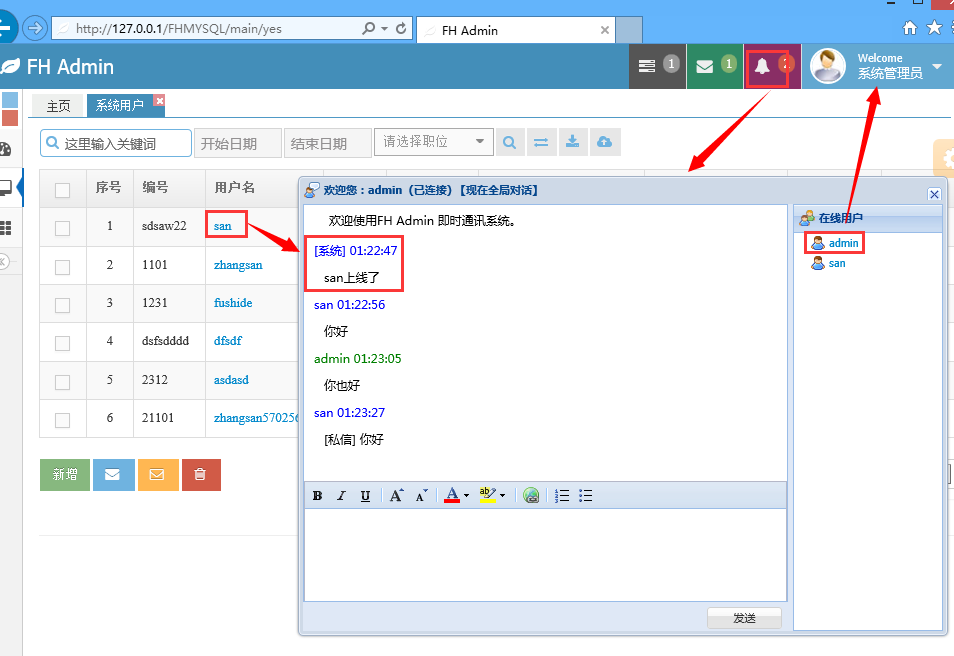 http://127.0.0.1/FHMYSQL/main/yes
FH Admin
FH Admin
1
1
Welcome
系统管理员
主页
系统用户
这里输入关键词
开始日期
结束日期
请选择职位
序号 编号 用户名
1 sdsaw22 san
2 1101 zhangsan
3 1231 fushide
4 dsfsdddd dfsdf
5 2312 asdasd
6 21101 zhangsan570256
新增
欢迎您：admin（已连接）【现在全局对话】
欢迎使用FH Admin 即时通讯系统。
[系统] 01:22:47
san上线了
san 01:22:56
你好
admin 01:23:05
你也好
san 01:23:27
[私信] 你好
在线用户
admin
san
B I U A A A ab
发送